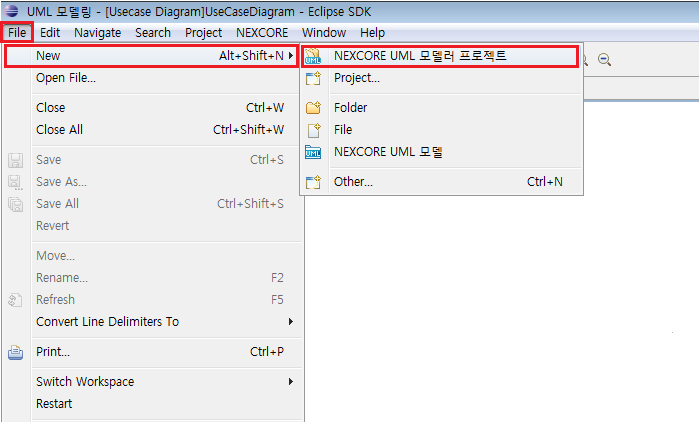 UML 모델링 - [Usecase Diagram]UseCaseDiagram - Eclipse SDK
File Edit Navigate Search Project NEXCORE Window Help
New Alt+Shift+N
Open File...
Close Ctrl+W
Close All Ctrl+Shift+W
Save Ctrl+S
Save As...
Save All Ctrl+Shift+S
Revert
Move...
Rename... F2
Refresh F5
Convert Line Delimiters To
Print... Ctrl+P
Switch Workspace
Restart
UML NEXCORE UML 모델러 프로젝트
Project...
Folder
File
UML NEXCORE UML 모델
Other... Ctrl+N